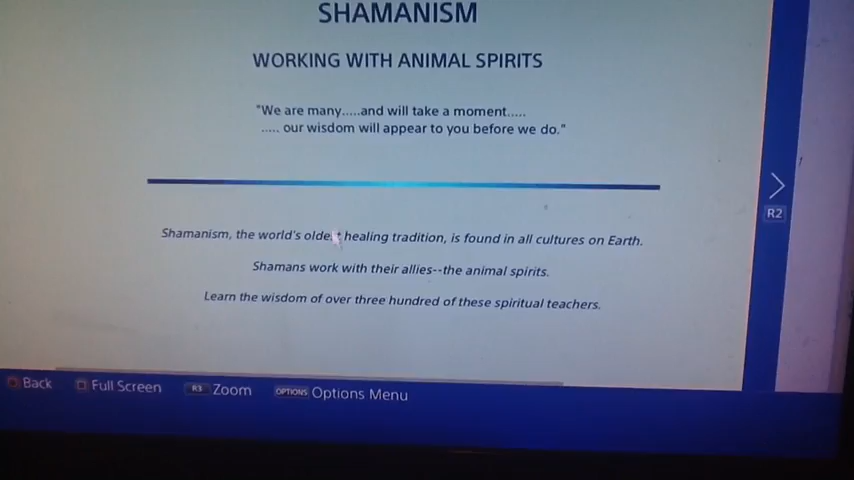 SHAMANISM
WORKING WITH ANIMAL SPIRITS
"We are many.....and will take a moment.....
..... our wisdom will appear to you before we do."
Shamanism, the world's oldest healing tradition, is found in all cultures on Earth.
Shamans work with their allies--the animal spirits.
Learn the wisdom of over three hundred of these spiritual teachers.
R2
Back Full Screen R3 Zoom OPTIONS Options Menu